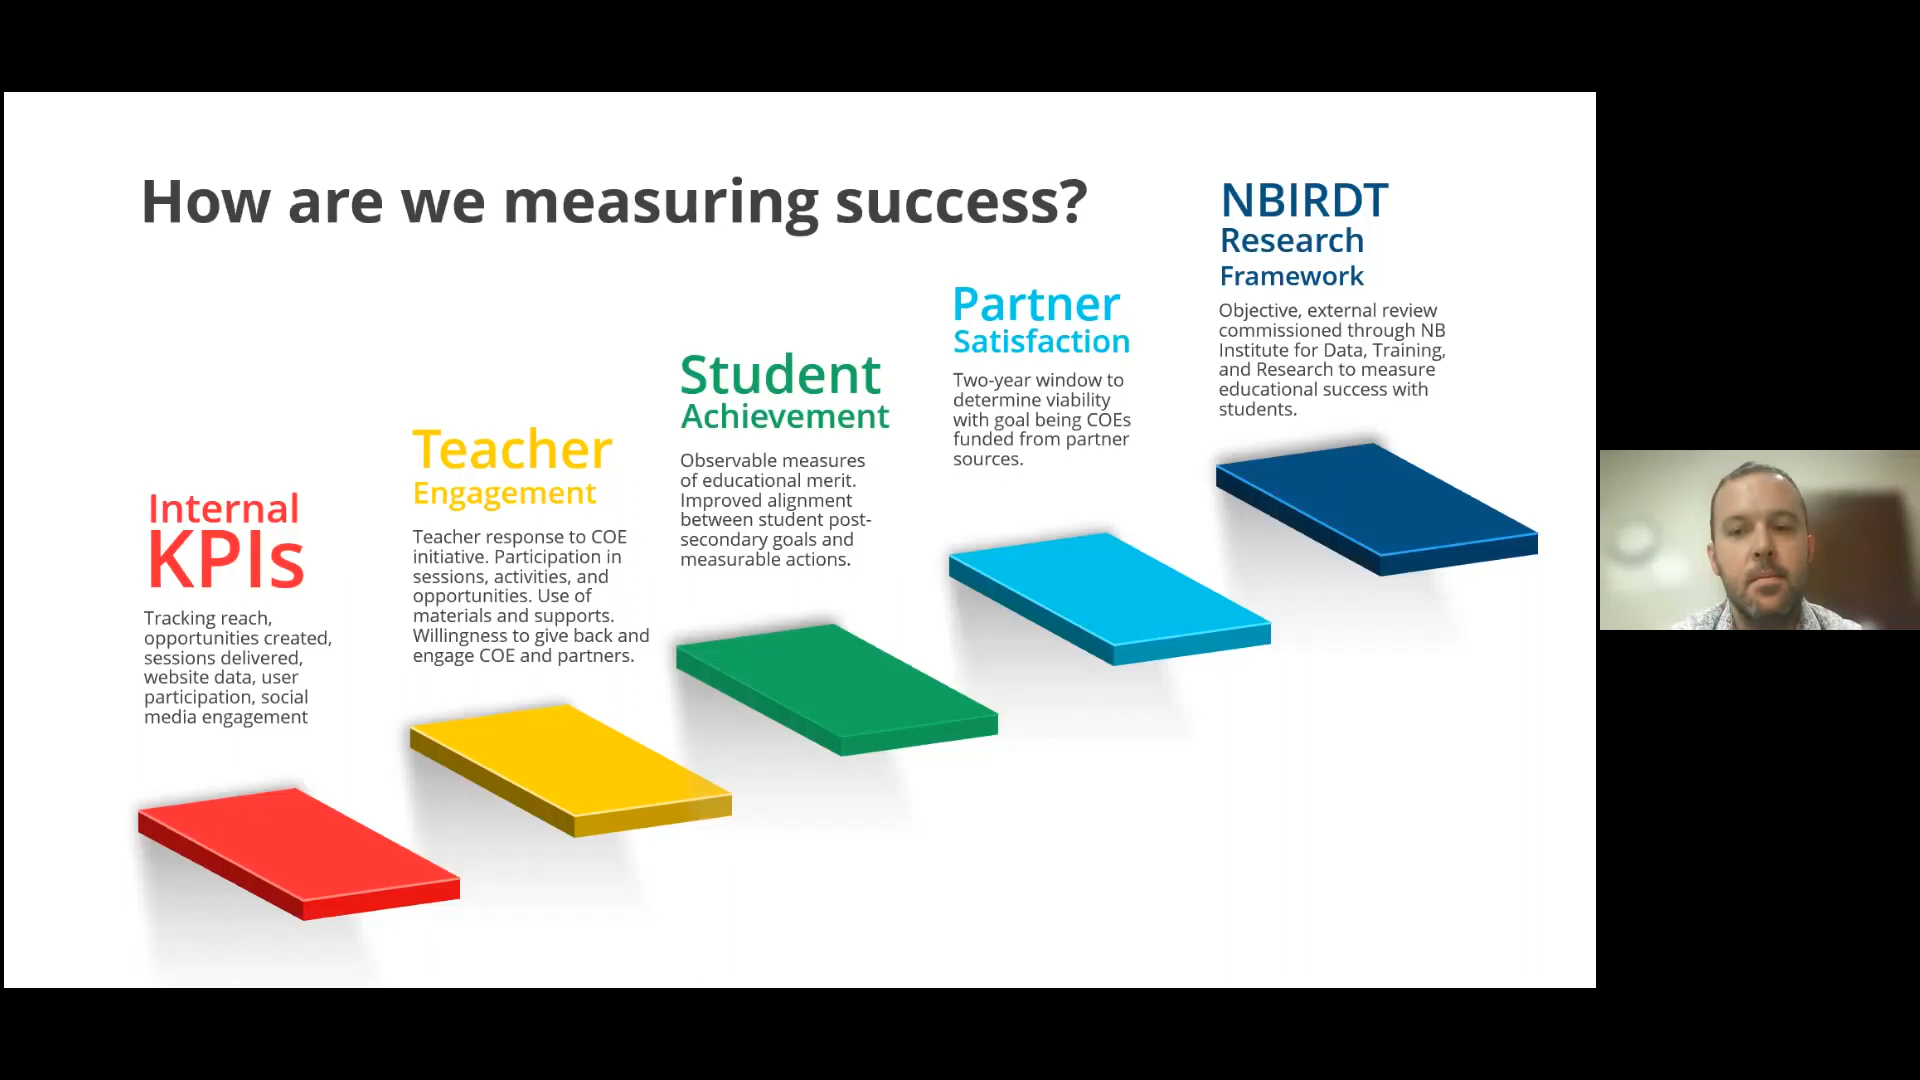 How are we measuring success?
Internal
KPIs
Tracking reach,
opportunities created,
sessions delivered,
website data, user
participation, social
media engagement
Teacher
Engagement
Teacher response to COE
initiative. Participation in
sessions, activities, and
opportunities. Use of
materials and supports.
Willingness to give back and
engage COE and partners.
Student
Achievement
Observable measures
of educational merit.
Improved alignment
between student post-
secondary goals and
measurable actions.
Partner
Satisfaction
Two-year window to
determine viability
with goal being COEs
funded from partner
sources.
NBIRDT
Research
Framework
Objective, external review
commissioned through NB
Institute for Data, Training,
and Research to measure
educational success with
students.